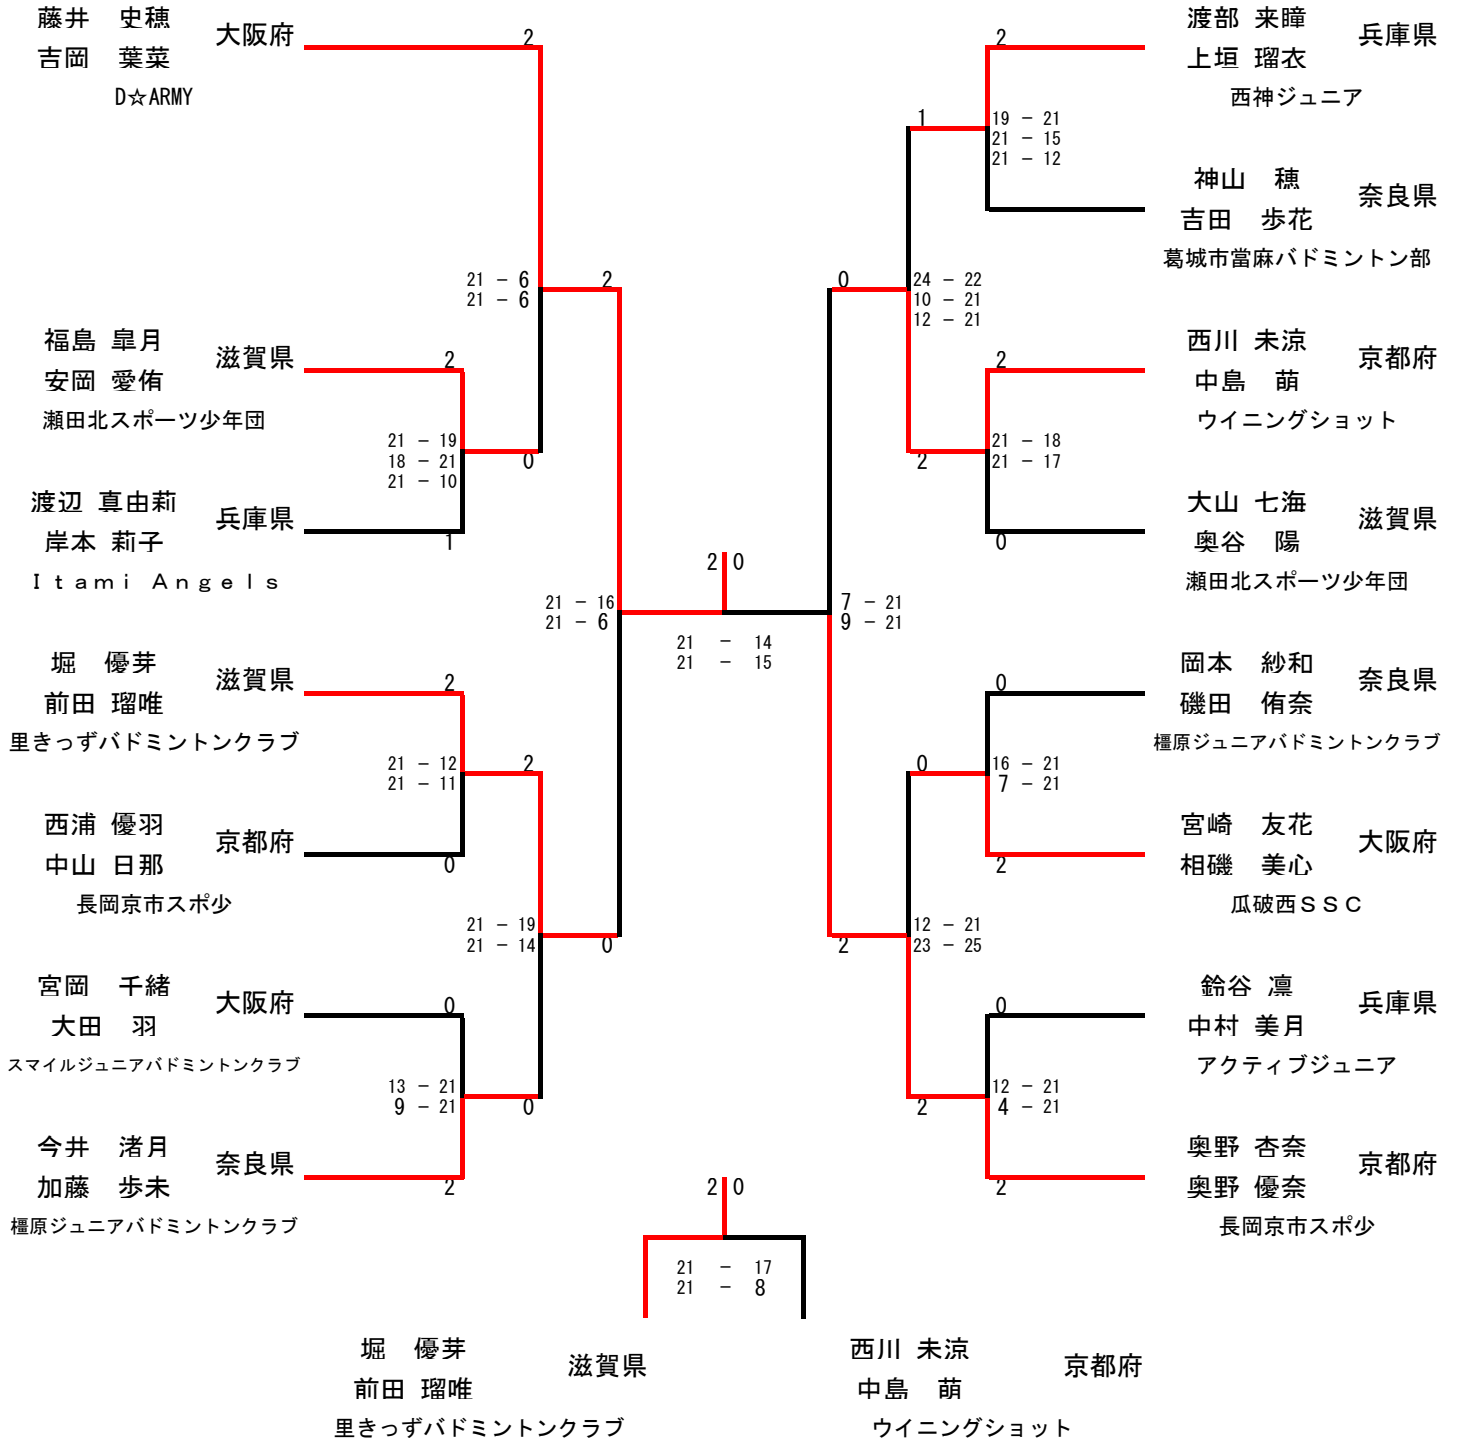 藤井 史穂
吉岡 葉菜
大阪府
D☆ARMY
2
21 - 6
21 - 6
2
福島 皐月
安岡 愛侑
滋賀県
瀬田北スポーツ少年団
2
21 - 19
18 - 21
21 - 10
0
渡辺 真由莉
岸本 莉子
兵庫県
Itami Angels
1
21 - 16
21 - 6
堀 優芽
前田 瑠唯
滋賀県
里きっずバドミントンクラブ
2
21 - 12
21 - 11
2
西浦 優羽
中山 日那
京都府
長岡京市スポ少
0
21 - 19
21 - 14
0
宮岡 千緒
大田 羽
大阪府
スマイルジュニアバドミントンクラブ
0
13 - 21
9 - 21
0
今井 渚月
加藤 歩未
奈良県
橿原ジュニアバドミントンクラブ
2
2 0
21 - 14
21 - 15
渡部 来瞳
上垣 瑠衣
兵庫県
西神ジュニア
2
1
19 - 21
21 - 15
21 - 12
神山 穂
吉田 歩花
奈良県
葛城市當麻バドミントン部
0
24 - 22
10 - 21
12 - 21
西川 未涼
中島 萌
京都府
ウイニングショット
2
21 - 18
21 - 17
2
大山 七海
奥谷 陽
滋賀県
瀬田北スポーツ少年団
0
7 - 21
9 - 21
岡本 紗和
磯田 侑奈
奈良県
橿原ジュニアバドミントンクラブ
0
0
16 - 21
7 - 21
宮崎 友花
相磯 美心
大阪府
瓜破西SSC
2
2
12 - 21
23 - 25
鈴谷 凛
中村 美月
兵庫県
アクティブジュニア
0
12 - 21
4 - 21
2
奥野 杏奈
奥野 優奈
京都府
長岡京市スポ少
2
2 0
21 - 17
21 - 8
堀 優芽
前田 瑠唯
滋賀県
里きっずバドミントンクラブ
西川 未涼
中島 萌
京都府
ウイニングショット